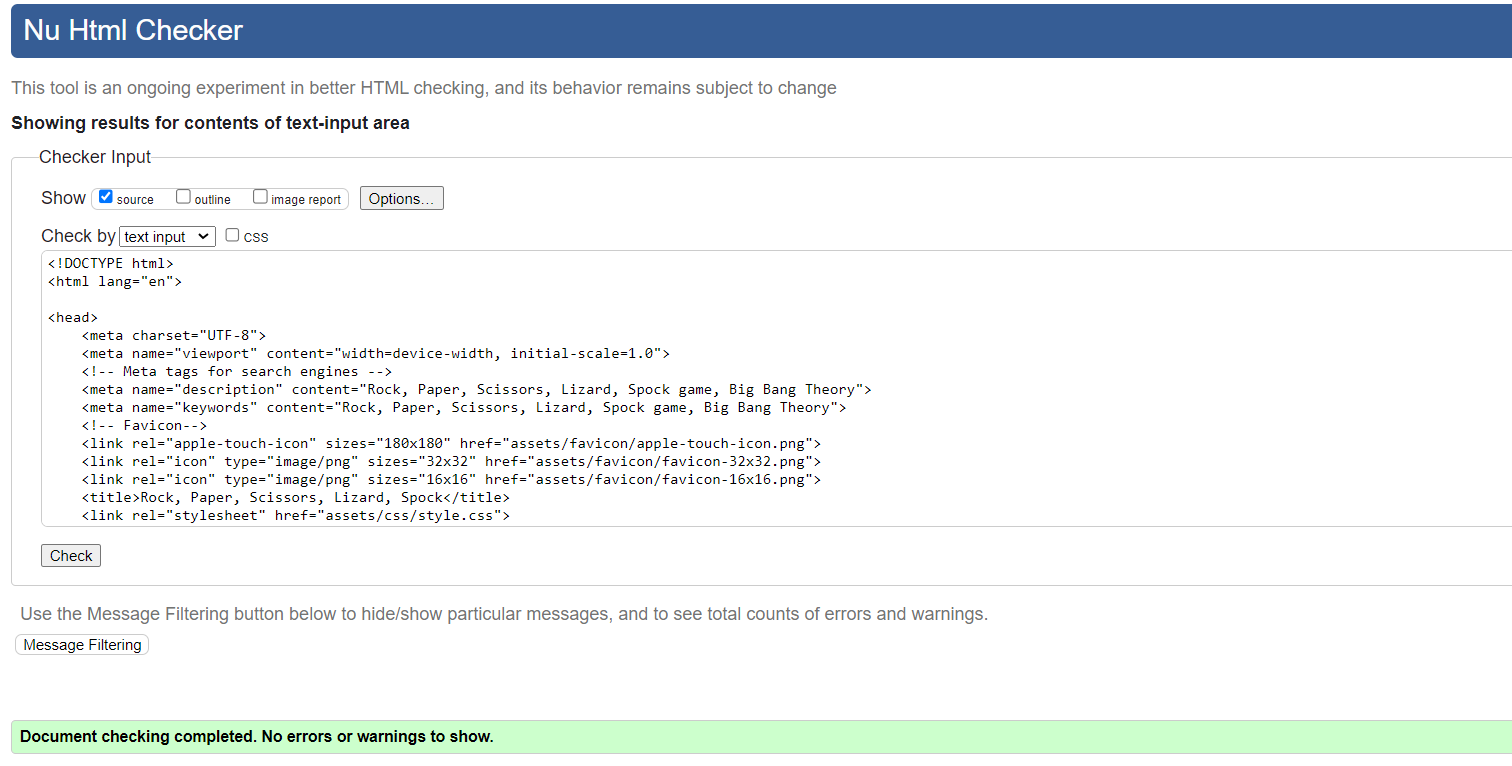 Nu Html Checker
This tool is an ongoing experiment in better HTML checking, and its behavior remains subject to change
Showing results for contents of text-input area
Checker Input
Show source outline image report Options...
Check by text input CSS
<!DOCTYPE html>
<html lang="en">
<head>
    <meta charset="UTF-8">
    <meta name="viewport" content="width=device-width, initial-scale=1.0">
    <!-- Meta tags for search engines -->
    <meta name="description" content="Rock, Paper, Scissors, Lizard, Spock game, Big Bang Theory">
    <meta name="keywords" content="Rock, Paper, Scissors, Lizard, Spock game, Big Bang Theory">
    <!-- Favicon-->
    <link rel="apple-touch-icon" sizes="180x180" href="assets/favicon/apple-touch-icon.png">
    <link rel="icon" type="image/png" sizes="32x32" href="assets/favicon/favicon-32x32.png">
    <link rel="icon" type="image/png" sizes="16x16" href="assets/favicon/favicon-16x16.png">
    <title>Rock, Paper, Scissors, Lizard, Spock</title>
    <link rel="stylesheet" href="assets/css/style.css">
Check
Use the Message Filtering button below to hide/show particular messages, and to see total counts of errors and warnings.
Message Filtering
Document checking completed. No errors or warnings to show.